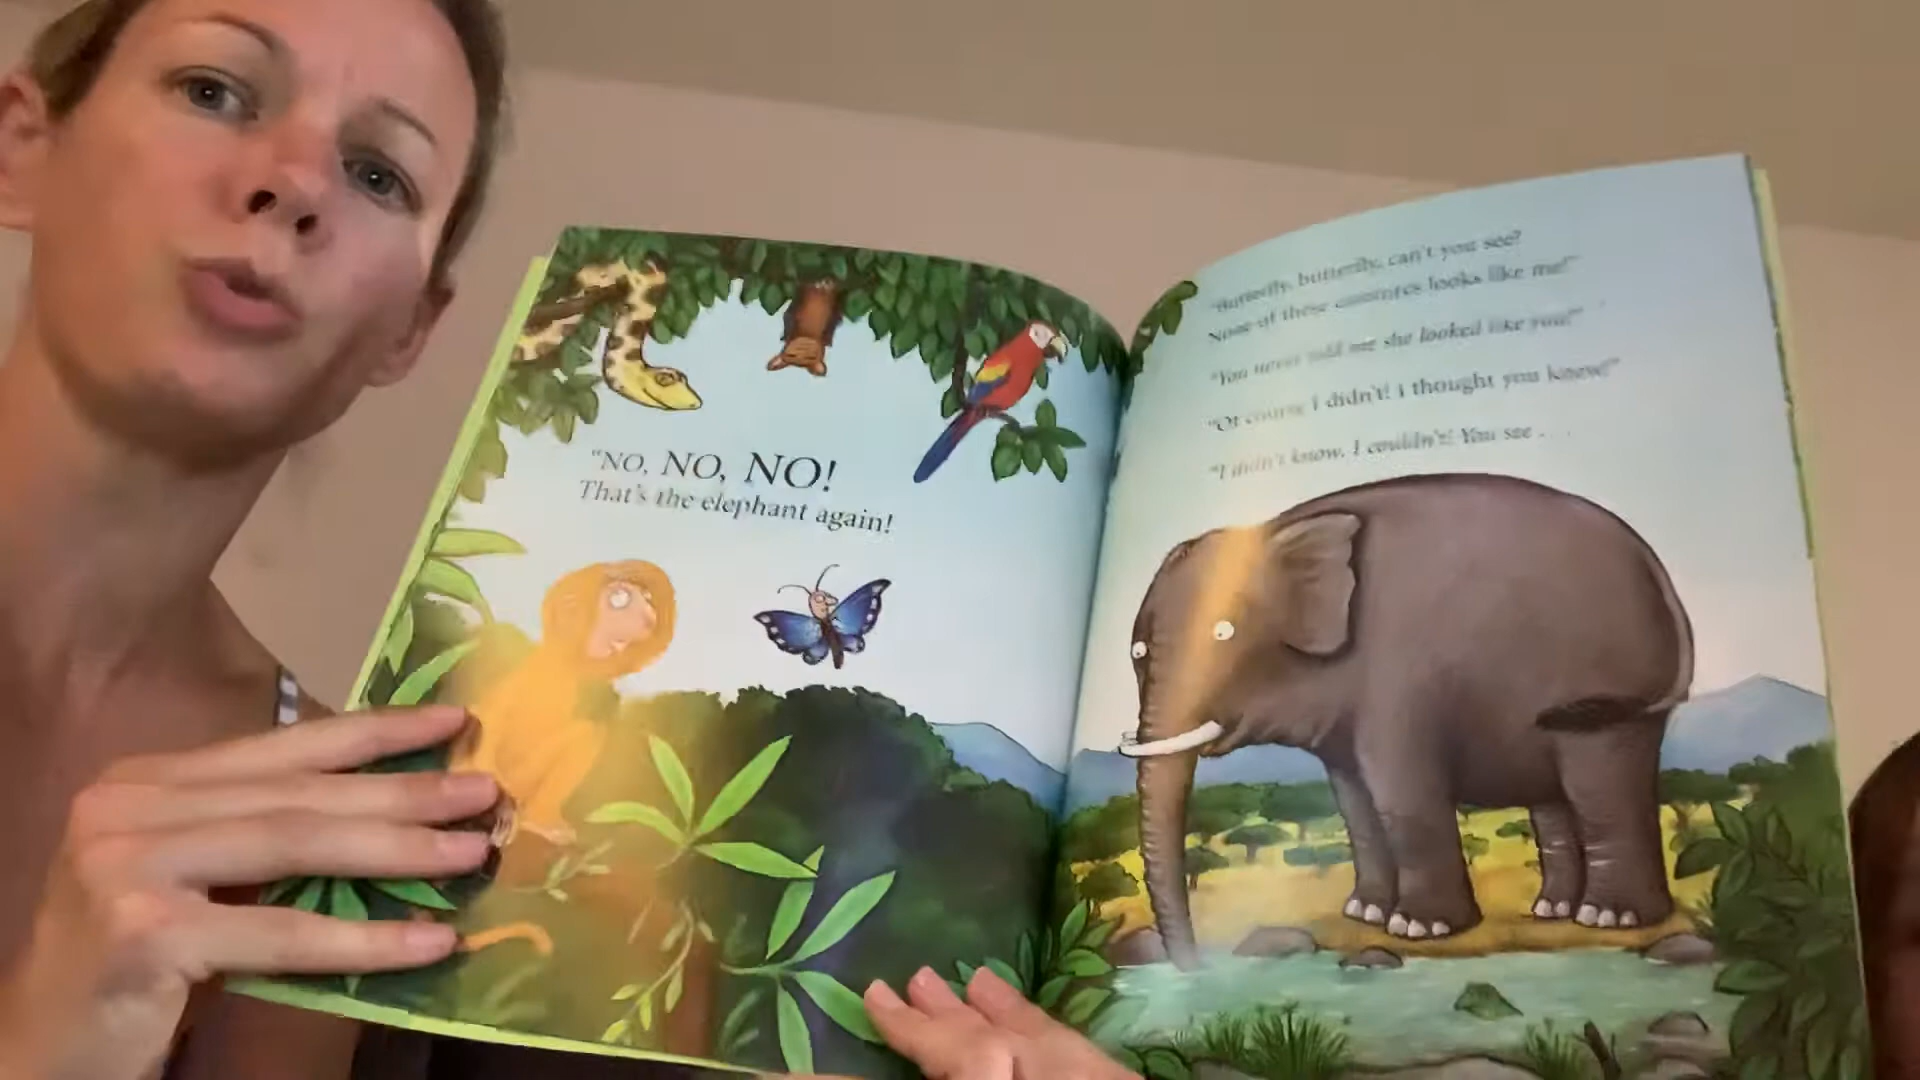 "NO, NO, NO!
That's the elephant again!
"Butterfly, butterfly, can't you see?
None of these creatures looks like me!"
"You never told me she looked like you!"
"Of course I didn't! I thought you knew!"
"I didn't know. I couldn't! You see . . .